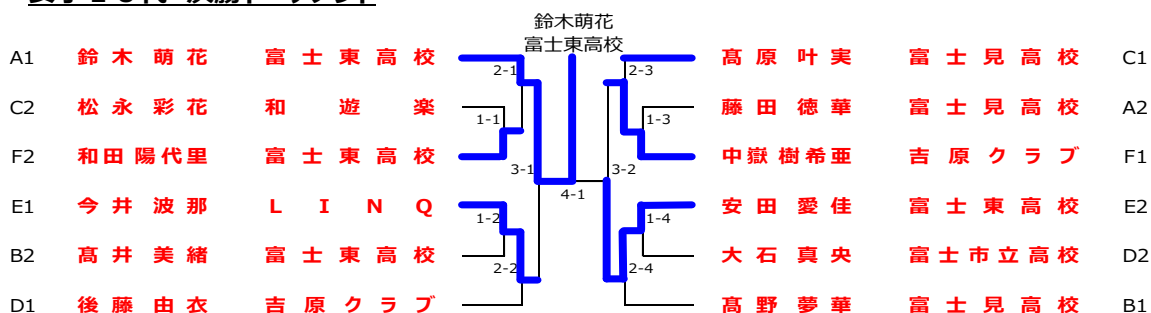 鈴木萌花
富士東高校
A1 鈴木萌花 富士東高校 2-1 2-3 髙原叶実 富士見高校 C1
C2 松永彩花 和遊楽 1-1 1-3 藤田徳華 富士見高校 A2
F2 和田陽代里 富士東高校 3-1 3-2 中嶽樹希亜 吉原クラブ F1
4-1
E1 今井波那 LINQ 1-2 1-4 安田愛佳 富士東高校 E2
B2 髙井美緒 富士東高校 2-2 2-4 大石真央 富士市立高校 D2
D1 後藤由衣 吉原クラブ 髙野夢華 富士見高校 B1